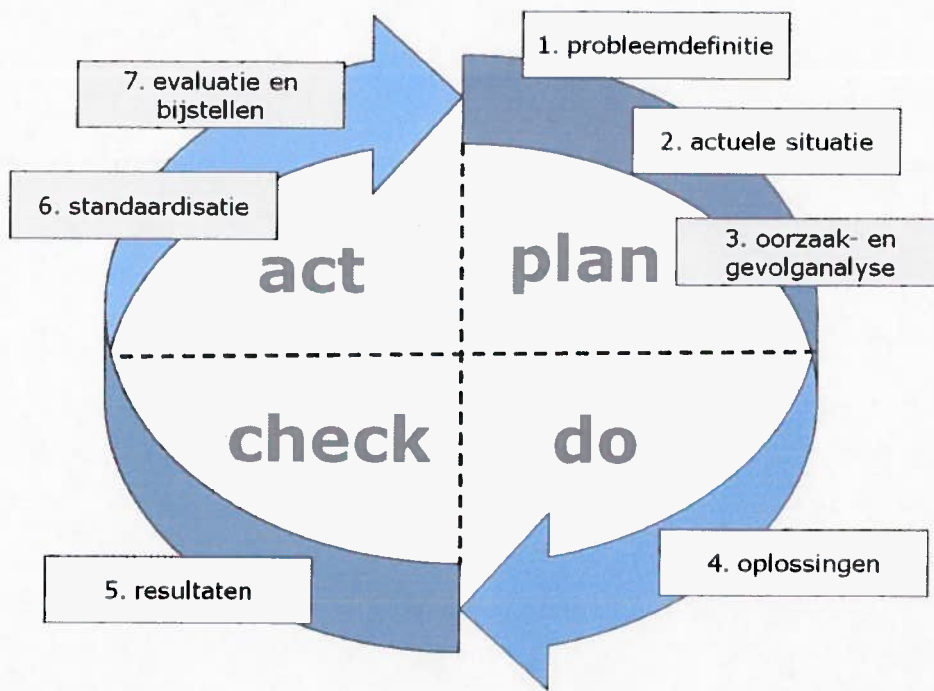 1. probleemdefinitie
2. actuele situatie
3. oorzaak- en
gevolganalyse
4. oplossingen
5. resultaten
6. standaardisatie
7. evaluatie en
bijstellen
act
plan
check
do